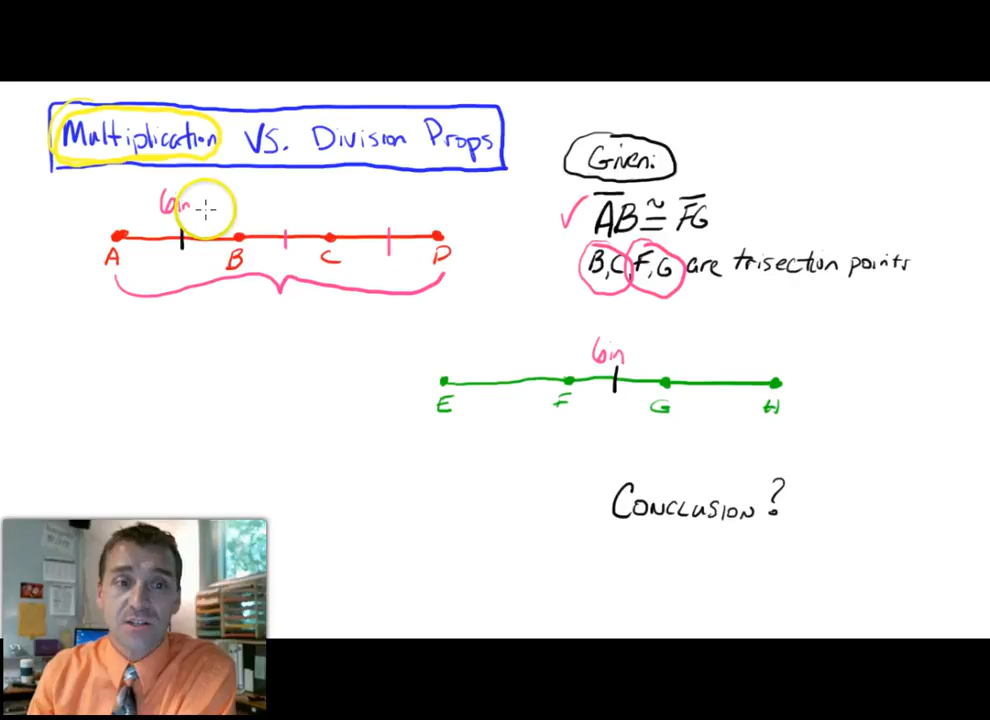 Multiplication VS. Division Props
Given:
6in
AB ≅ FG
A B C D
B,C, F,G are trisection points
6in
E F G H
Conclusion?